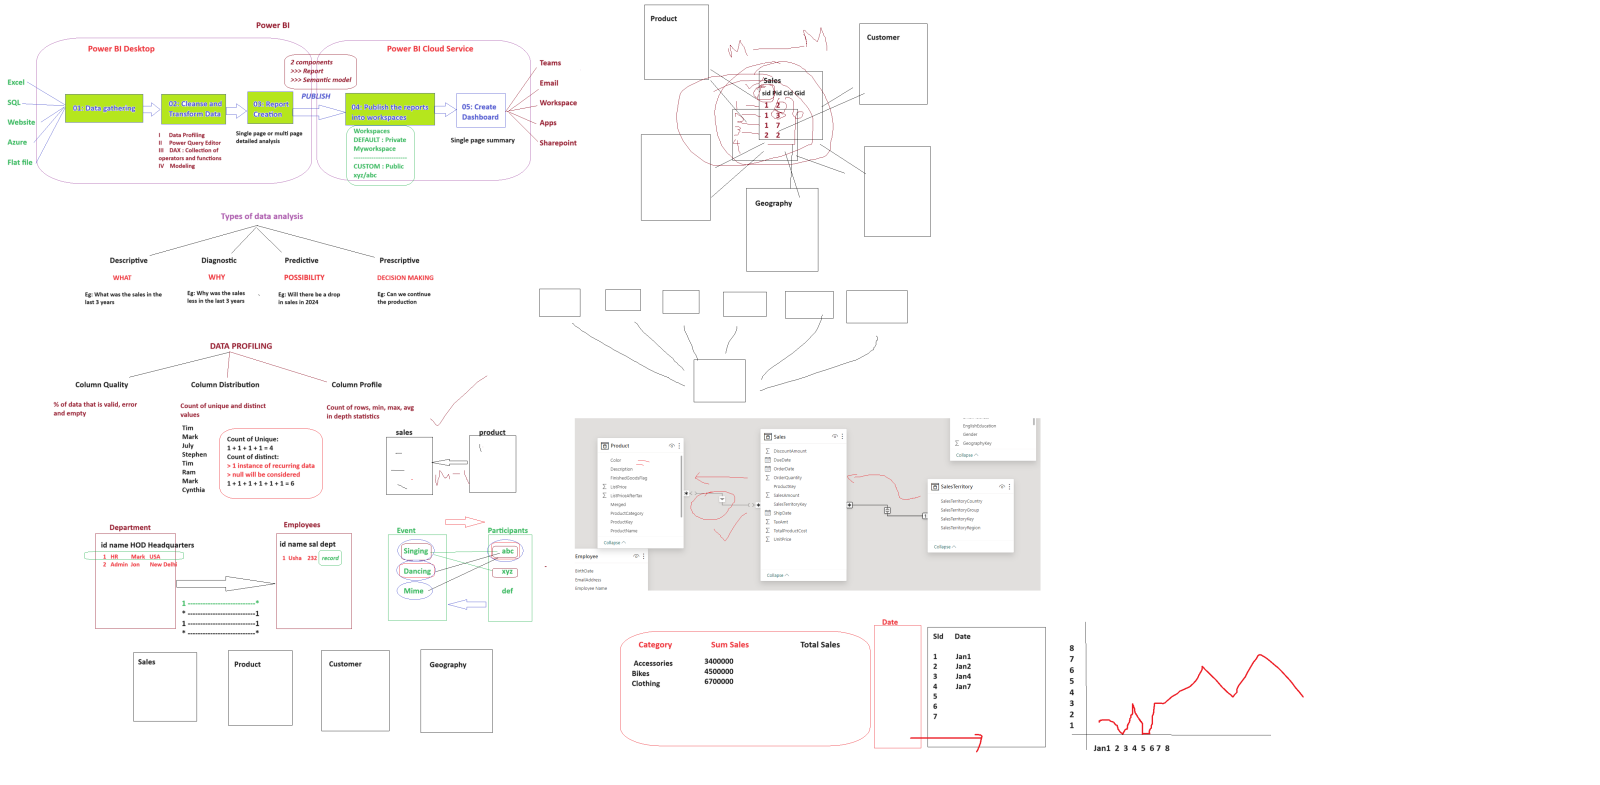 Power BI
Power BI Desktop
Power BI Cloud Service
2 components
>>> Report
>>> Semantic model
Excel
SQL
Website
Azure
Flat file
01: Data gathering
02: Cleanse and
Transform Data
03: Report
Creation
PUBLISH
04: Publish the reports
into workspaces
05: Create
Dashboard
Teams
Email
Workspace
Apps
Sharepoint
I Data Profiling
II Power Query Editor
III DAX : Collection of
operators and functions
IV Modeling
Single page or multi page
detailed analysis
Workspaces
DEFAULT : Private
Myworkspace
CUSTOM : Public
xyz/abc
Single page summary
Product
Customer
Sales
sid Pid Cid Gid
1 2
1 3
1 7
2 2
Geography
Types of data analysis
Descriptive
Diagnostic
Predictive
Prescriptive
WHAT
WHY
POSSIBILITY
DECISION MAKING
Eg: What was the sales in the
last 3 years
Eg: Why was the sales
less in the last 3 years
Eg: Will there be a drop
in sales in 2024
Eg: Can we continue
the production
DATA PROFILING
Column Quality
Column Distribution
Column Profile
% of data that is valid, error
and empty
Count of unique and distinct
values
Count of rows, min, max, avg
in depth statistics
Tim
Mark
July
Stephen
Tim
Ram
Mark
Cynthia
Count of Unique:
1 + 1 + 1 + 1 = 4
Count of distinct:
> 1 instance of recurring data
> null will be considered
1 + 1 + 1 + 1 + 1 + 1 = 6
sales
product
Product
Color
Description
FinishedGoodsFlag
ListPrice
ListPriceAfterTax
Merged
ProductCategory
ProductKey
ProductName
Collapse
Sales
DiscountAmount
DueDate
OrderDate
OrderQuantity
ProductKey
SalesAmount
SalesTerritoryKey
ShipDate
TaxAmt
TotalProductCost
UnitPrice
Collapse
EnglishEducation
Gender
GeographyKey
Collapse
SalesTerritory
SalesTerritoryCountry
SalesTerritoryGroup
SalesTerritoryKey
SalesTerritoryRegion
Collapse
Employee
BirthDate
EmailAddress
Employee Name
Department
id name HOD Headquarters
1 HR Mark USA
2 Admin Jon New Delhi
Employees
id name sal dept
1 Usha 232 record
1 ---------------------------*
* ---------------------------1
1 ---------------------------1
* ---------------------------*
Event
Singing
Dancing
Mime
Participants
abc
xyz
def
Sales
Product
Customer
Geography
Category Sum Sales Total Sales
Accessories 3400000
Bikes 4500000
Clothing 6700000
Date
SId Date
1 Jan1
2 Jan2
3 Jan4
4 Jan7
5
6
7
8
7
6
5
4
3
2
1
Jan1 2 3 4 5 6 7 8